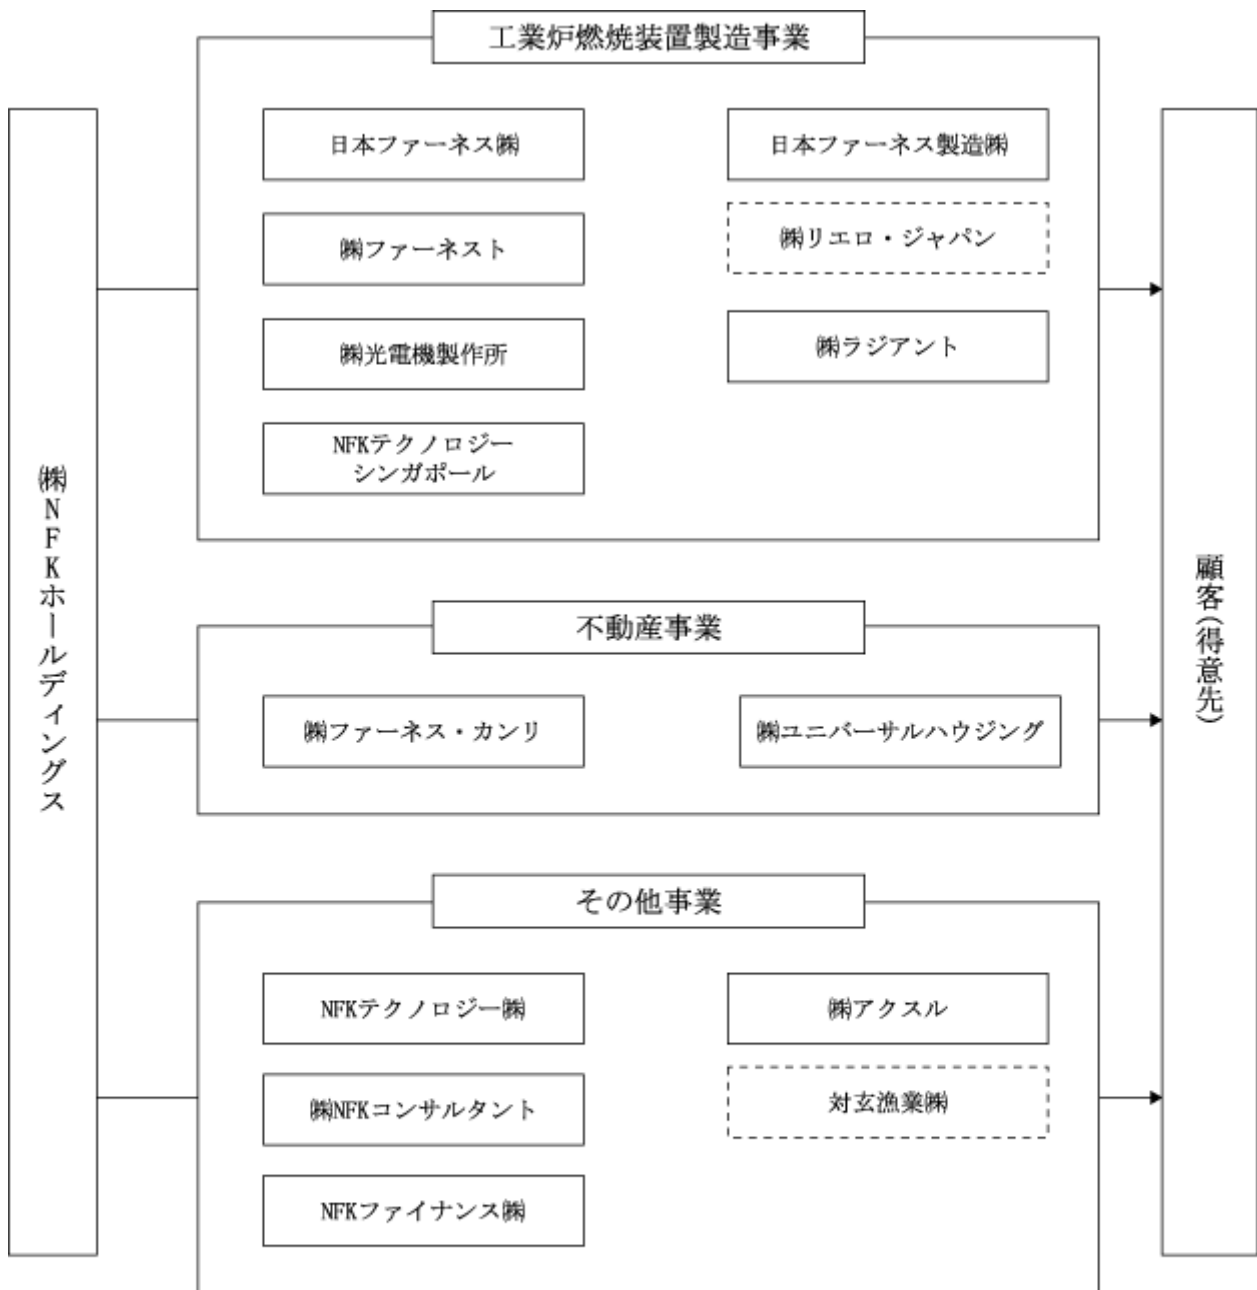 工業炉燃焼装置製造事業
日本ファーネス㈱
日本ファーネス製造㈱
㈱ファーネスト
㈱リエロ・ジャパン
㈱光電機製作所
㈱ラジアント
NFKテクノロジー
シンガポール
㈱NFKホールディングス
顧客(得意先)
不動産事業
㈱ファーネス・カンリ
㈱ユニバーサルハウジング
その他事業
NFKテクノロジー㈱
㈱アクスル
㈱NFKコンサルタント
対玄漁業㈱
NFKファイナンス㈱